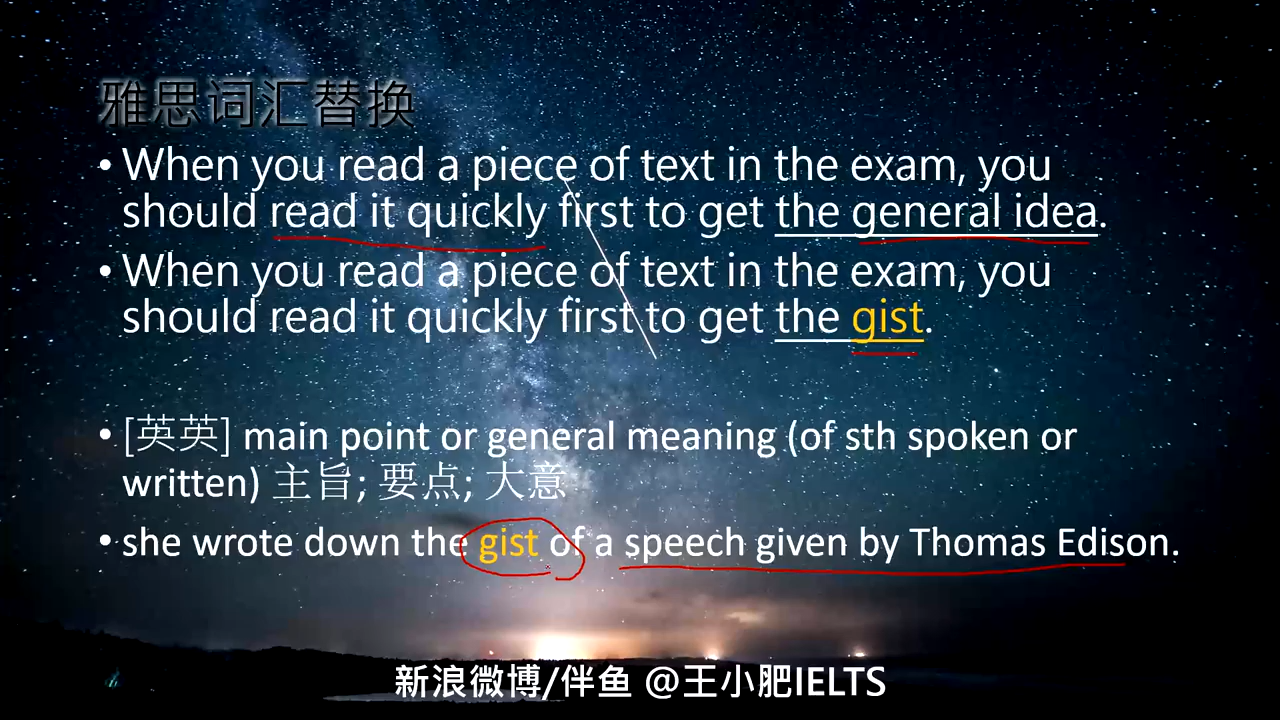 雅思词汇替换
• When you read a piece of text in the exam, you
should read it quickly first to get the general idea.
• When you read a piece of text in the exam, you
should read it quickly first to get the gist.
• [英英] main point or general meaning (of sth spoken or
written) 主旨; 要点; 大意
• she wrote down the gist of a speech given by Thomas Edison.
新浪微博/伴鱼 @王小肥IELTS